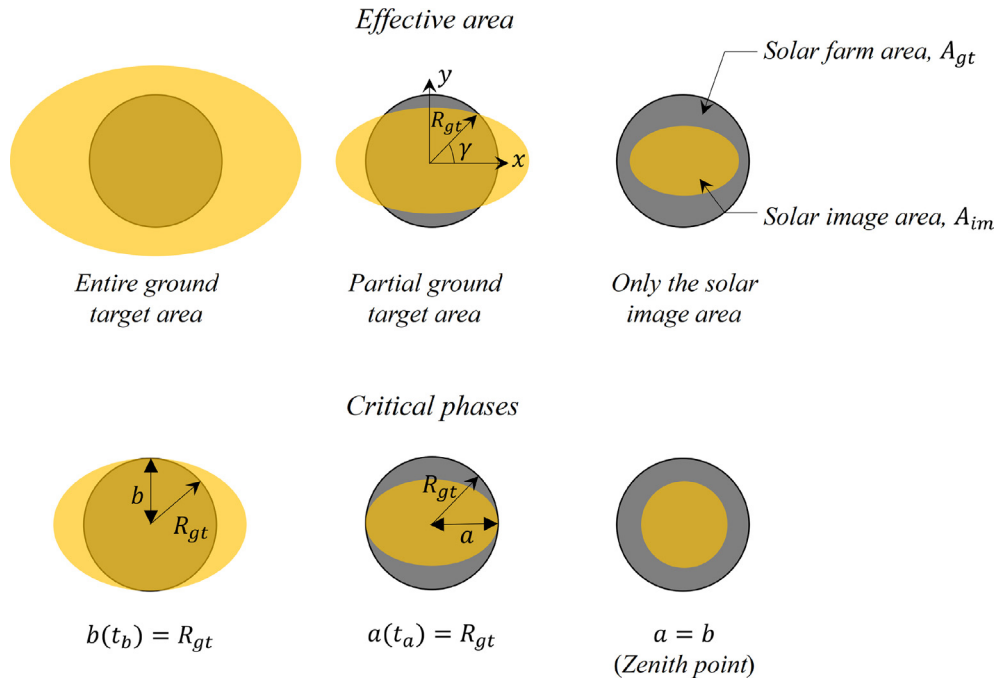 Effective area
Solar farm area, A_gt
y
R_gt
γ
x
Solar image area, A_im
Entire ground
target area
Partial ground
target area
Only the solar
image area
Critical phases
b
R_gt
R_gt
a
b(t_b) = R_gt
a(t_a) = R_gt
a = b
(Zenith point)